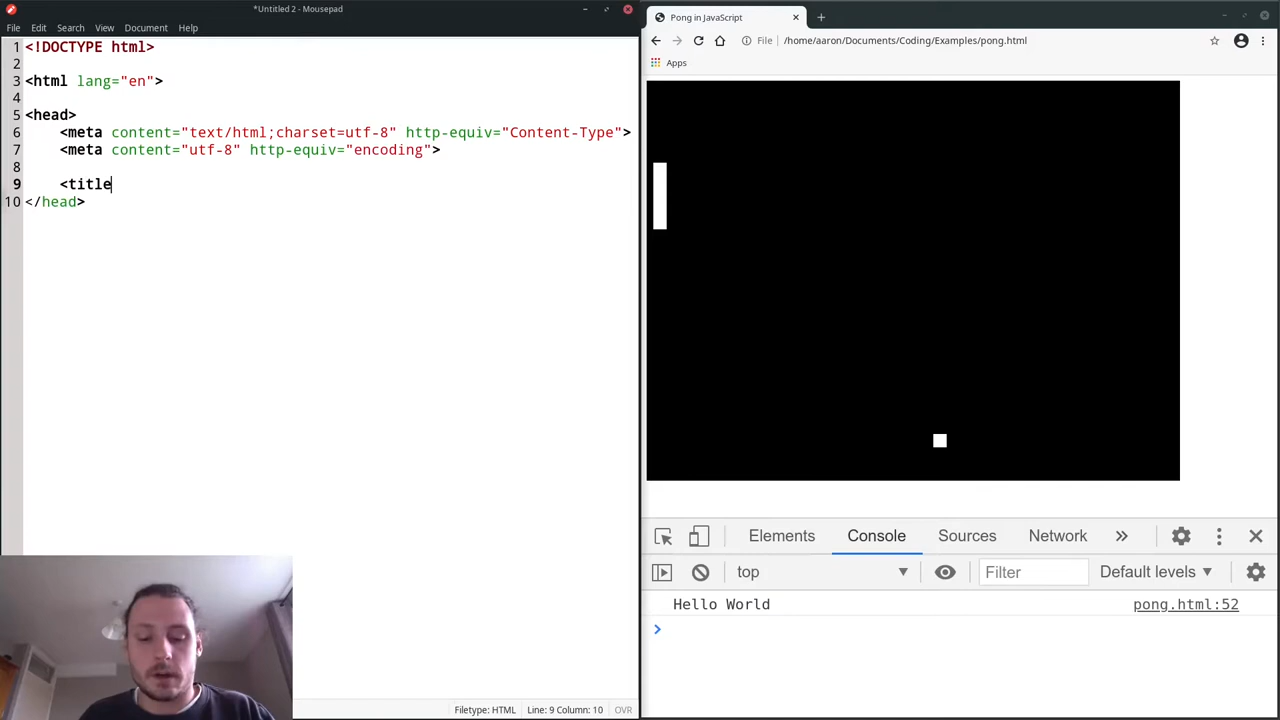 *Untitled 2 - Mousepad
File Edit Search View Document Help
1 <!DOCTYPE html>
2
3 <html lang="en">
4
5 <head>
6 <meta content="text/html;charset=utf-8" http-equiv="Content-Type">
7 <meta content="utf-8" http-equiv="encoding">
8
9 <title
10 </head>
Filetype: HTML Line: 9 Column: 10 OVR
Pong in JavaScript
File /home/aaron/Documents/Coding/Examples/pong.html
Apps
Elements Console Sources Network
top Filter Default levels
Hello World pong.html:52